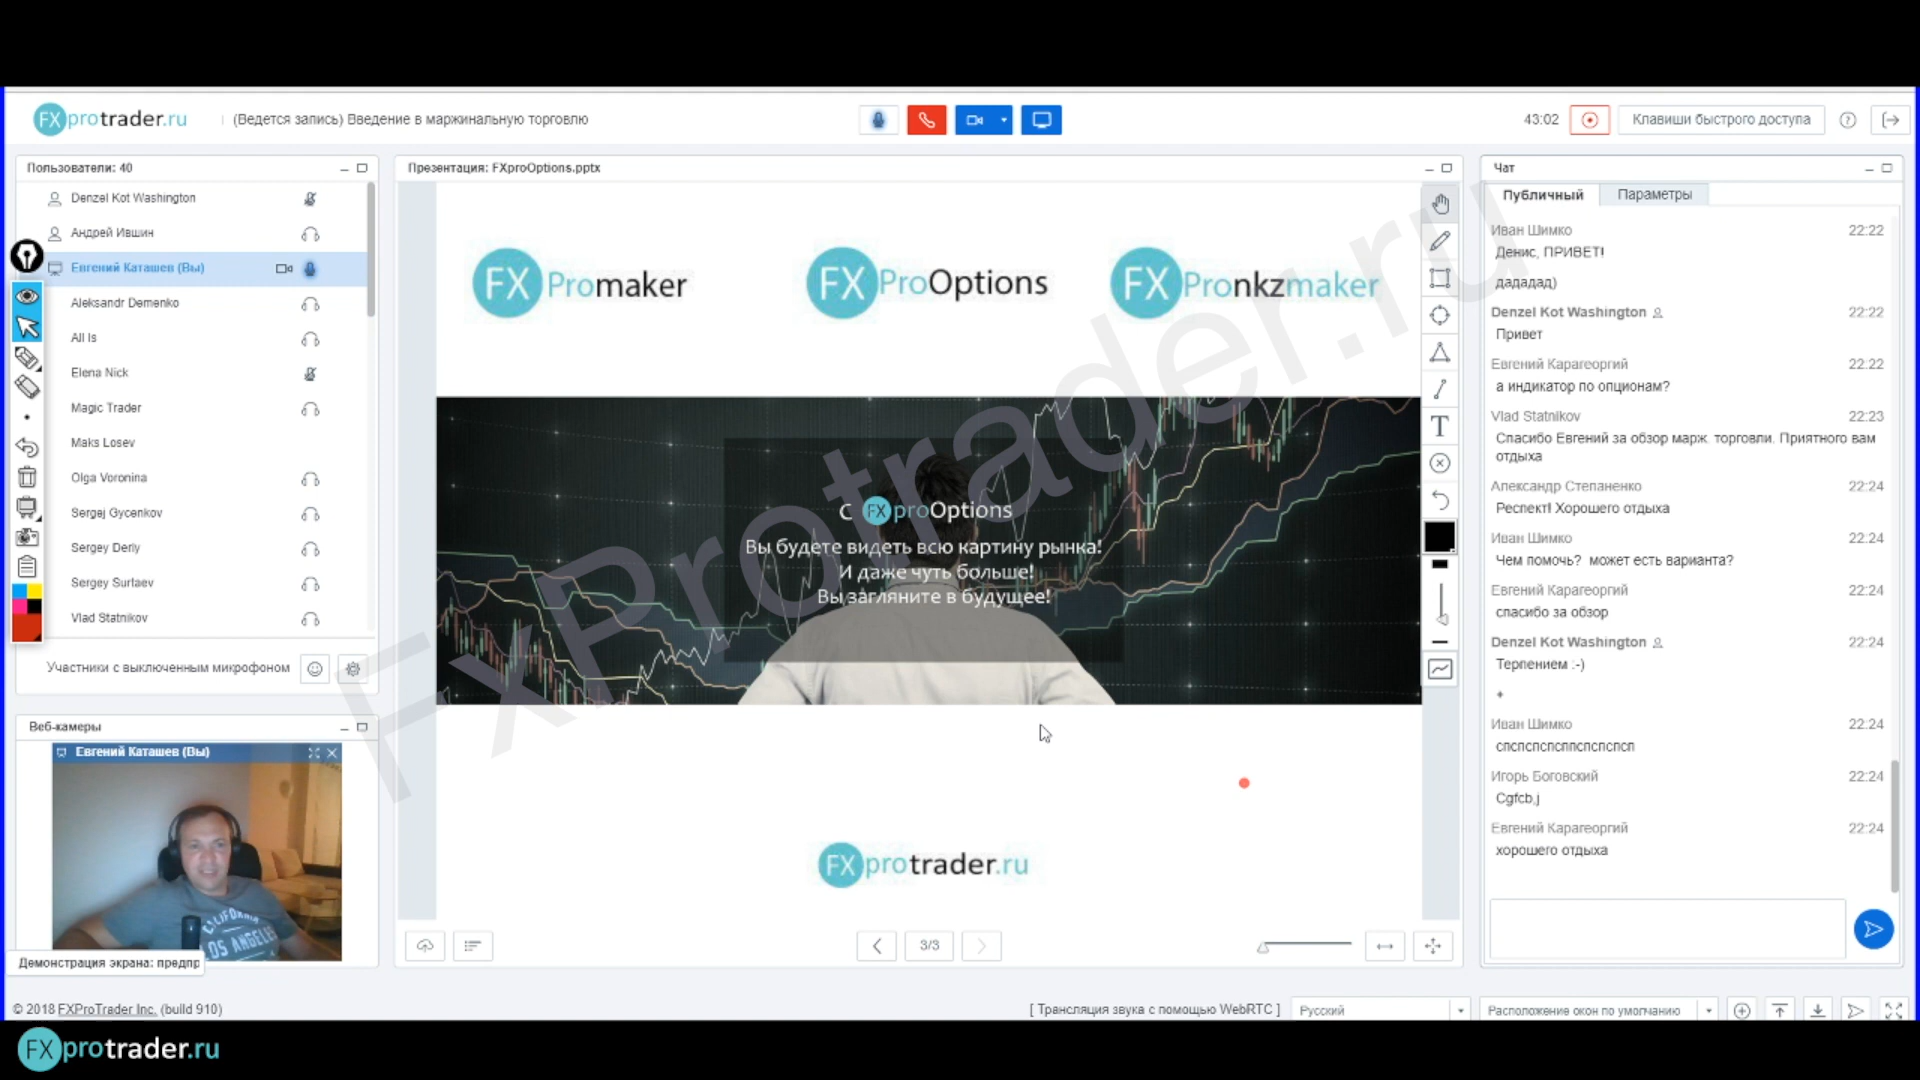 FXprotrader.ru
(Ведется запись) Введение в маржинальную торговлю
43:02
Клавиши быстрого доступа
Пользователи: 40
Denzel Kot Washington
Андрей Ившин
Евгений Каташев (Вы)
Aleksandr Demenko
All Is
Elena Nick
Magic Trader
Maks Losev
Olga Voronina
Sergej Gycenkov
Sergey Deriy
Sergey Surtaev
Vlad Statnikov
Участники с выключенным микрофоном
Веб-камеры
Евгений Каташев (Вы)
CALIFORNIA
LOS ANGELES
Демонстрация экрана: предпр
Презентация: FXproOptions.pptx
FX Promaker
FX ProOptions
FX Pronkzmaker
С FX proOptions
Вы будете видеть всю картину рынка!
И даже чуть больше!
Вы загляните в будущее!
FXprotrader.ru
FxProtrader.ru
3/3
Чат
Публичный
Параметры
Иван Шимко 22:22
Денис, ПРИВЕТ!
дададад)
Denzel Kot Washington 22:22
Привет
Евгений Карагеоргий 22:22
а индикатор по опционам?
Vlad Statnikov 22:23
Спасибо Евгений за обзор марж. торговли. Приятного вам
отдыха
Александр Степаненко 22:24
Респект! Хорошего отдыха
Иван Шимко 22:24
Чем помочь? может есть варианта?
Евгений Карагеоргий 22:24
спасибо за обзор
Denzel Kot Washington 22:24
Терпением :-)
+
Иван Шимко 22:24
спспспспсппспспспсп
Игорь Боговский 22:24
Cgfcb,j
Евгений Карагеоргий 22:24
хорошего отдыха
© 2018 FXProTrader Inc. (build 910)
[ Трансляция звука с помощью WebRTC ]
Русский
Расположение окон по умолчанию
FXprotrader.ru